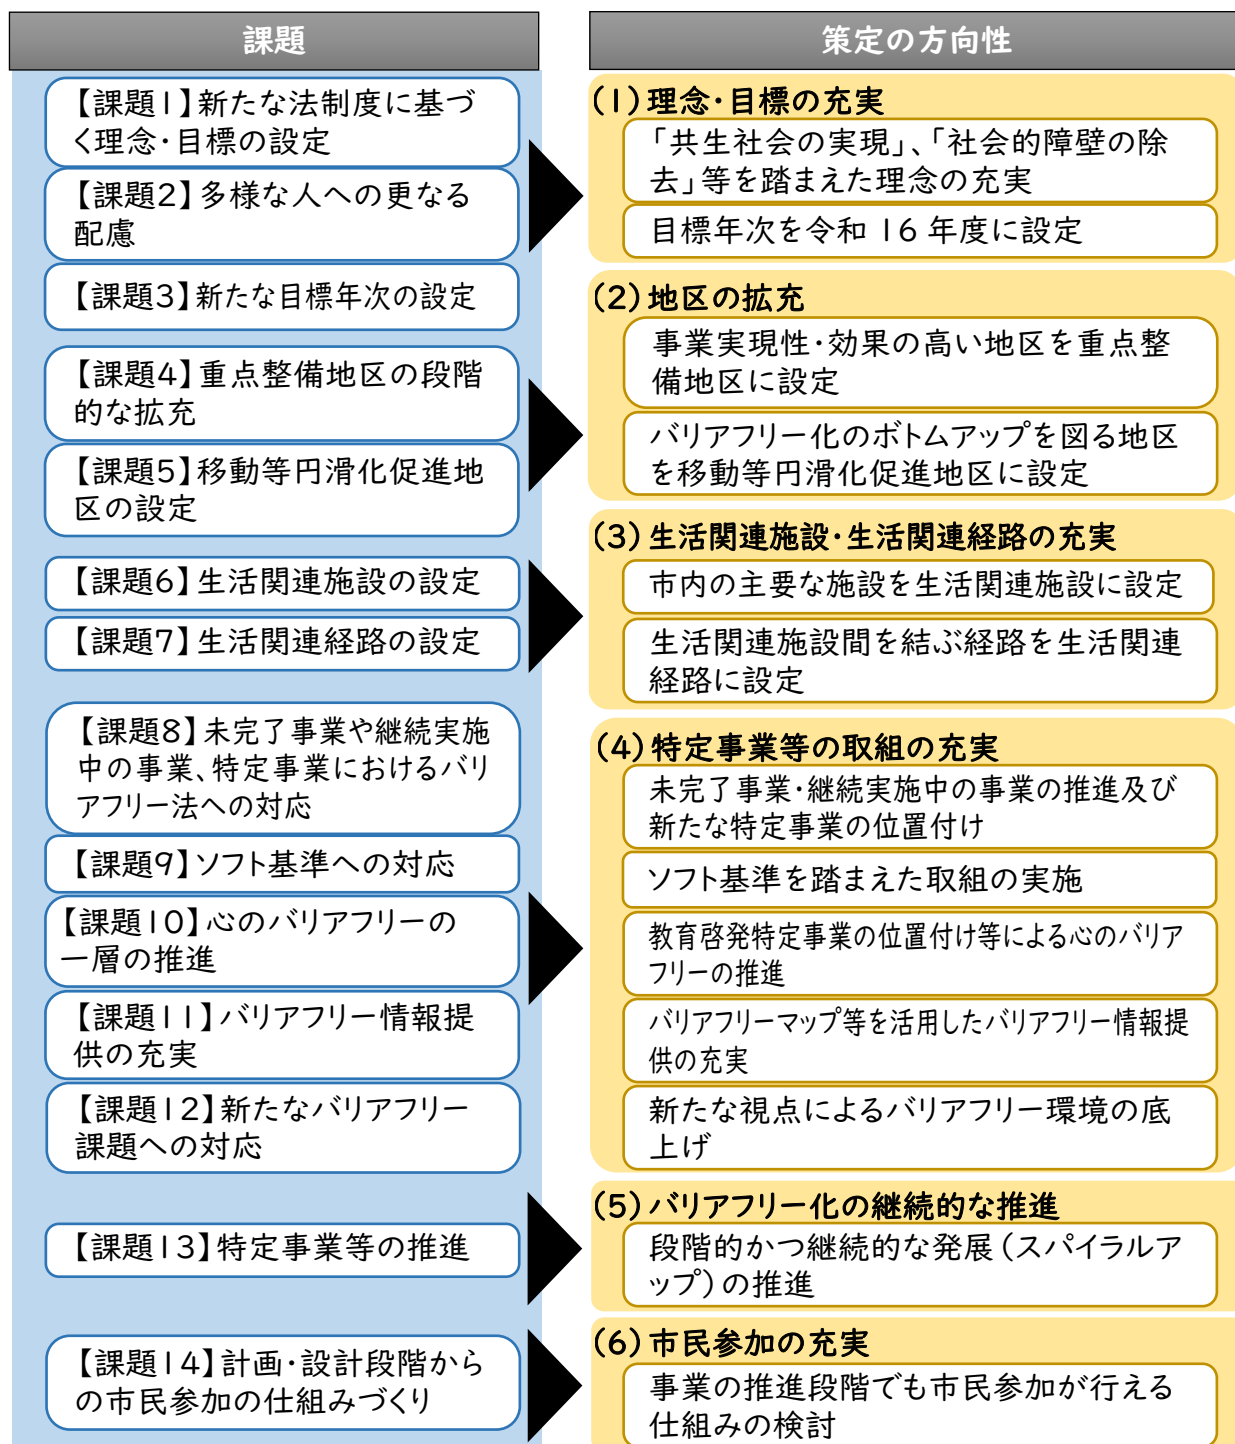 課題
【課題1】新たな法制度に基づ
く理念・目標の設定
【課題2】多様な人への更なる
配慮
【課題3】新たな目標年次の設定
【課題4】重点整備地区の段階
的な拡充
【課題5】移動等円滑化促進地
区の設定
【課題6】生活関連施設の設定
【課題7】生活関連経路の設定
【課題8】未完了事業や継続実施
中の事業、特定事業におけるバリ
アフリー法への対応
【課題9】ソフト基準への対応
【課題10】心のバリアフリーの
一層の推進
【課題11】バリアフリー情報提
供の充実
【課題12】新たなバリアフリー
課題への対応
【課題13】特定事業等の推進
【課題14】計画・設計段階から
の市民参加の仕組みづくり
策定の方向性
(1)理念・目標の充実
「共生社会の実現」、「社会的障壁の除
去」等を踏まえた理念の充実
目標年次を令和 16 年度に設定
(2)地区の拡充
事業実現性・効果の高い地区を重点整
備地区に設定
バリアフリー化のボトムアップを図る地区
を移動等円滑化促進地区に設定
(3)生活関連施設・生活関連経路の充実
市内の主要な施設を生活関連施設に設定
生活関連施設間を結ぶ経路を生活関連
経路に設定
(4)特定事業等の取組の充実
未完了事業・継続実施中の事業の推進及び
新たな特定事業の位置付け
ソフト基準を踏まえた取組の実施
教育啓発特定事業の位置付け等による心のバリア
フリーの推進
バリアフリーマップ等を活用したバリアフリー情報提
供の充実
新たな視点によるバリアフリー環境の底
上げ
(5)バリアフリー化の継続的な推進
段階的かつ継続的な発展(スパイラルア
ップ)の推進
(6)市民参加の充実
事業の推進段階でも市民参加が行える
仕組みの検討